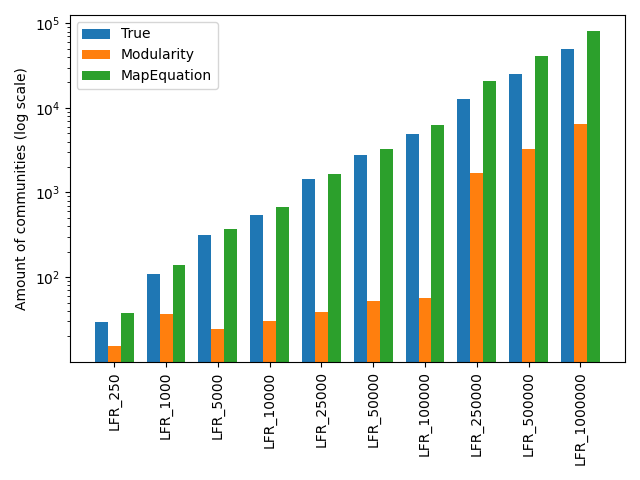 True
Modularity
MapEquation
Amount of communities (log scale)
10^5
10^4
10^3
10^2
LFR_250
LFR_1000
LFR_5000
LFR_10000
LFR_25000
LFR_50000
LFR_100000
LFR_250000
LFR_500000
LFR_1000000